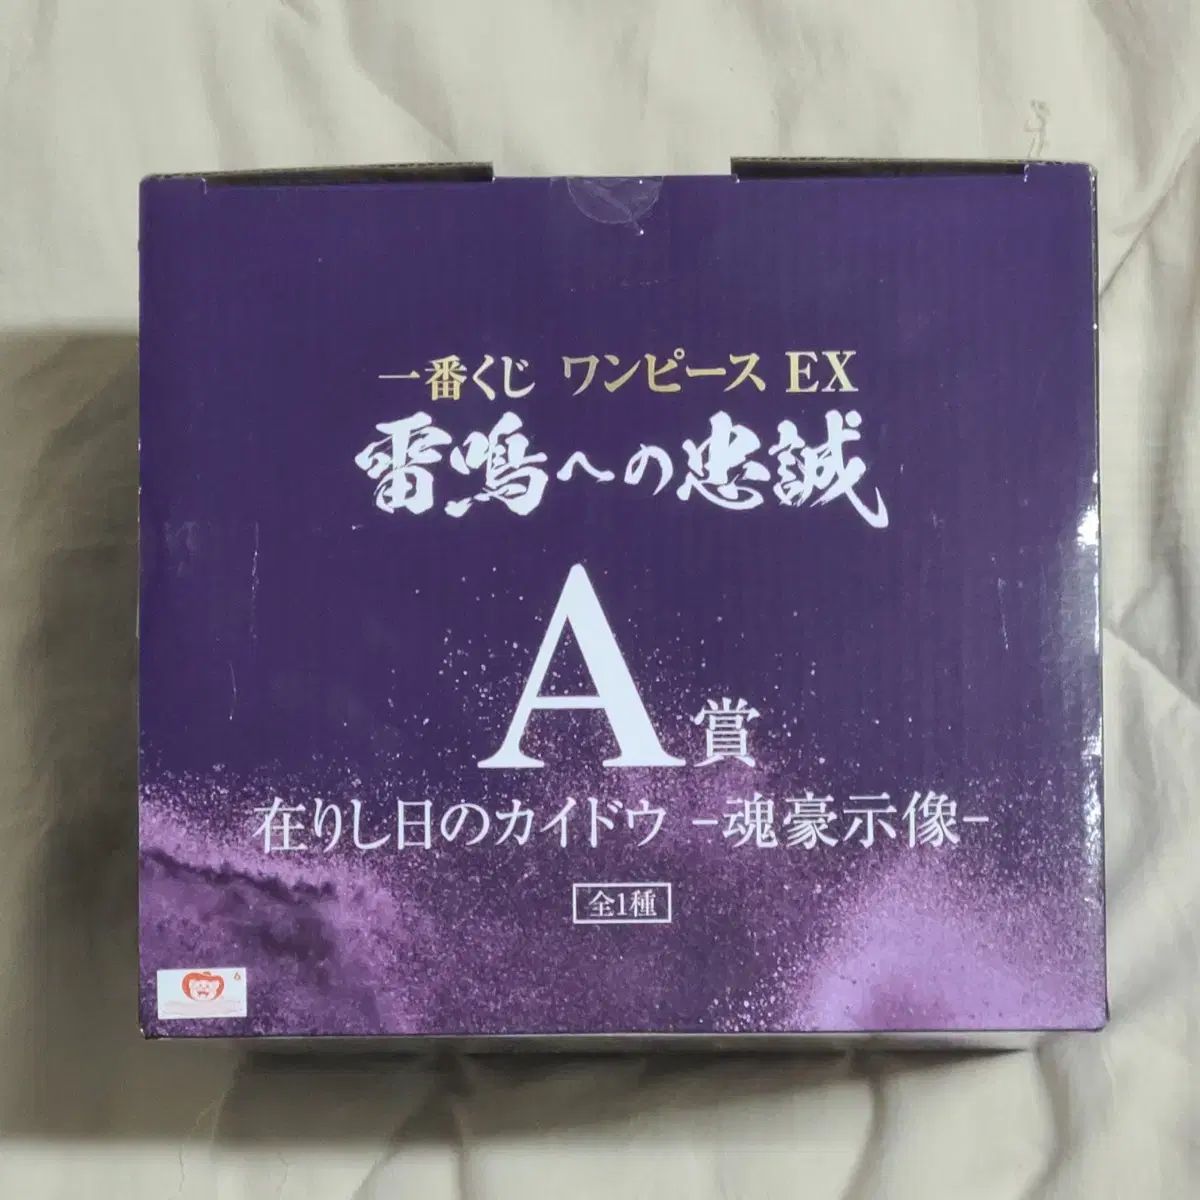 一番くじ ワンピース EX
雷鳴への忠誠
A賞
在りし日のカイドウ -魂豪示像-
全1種